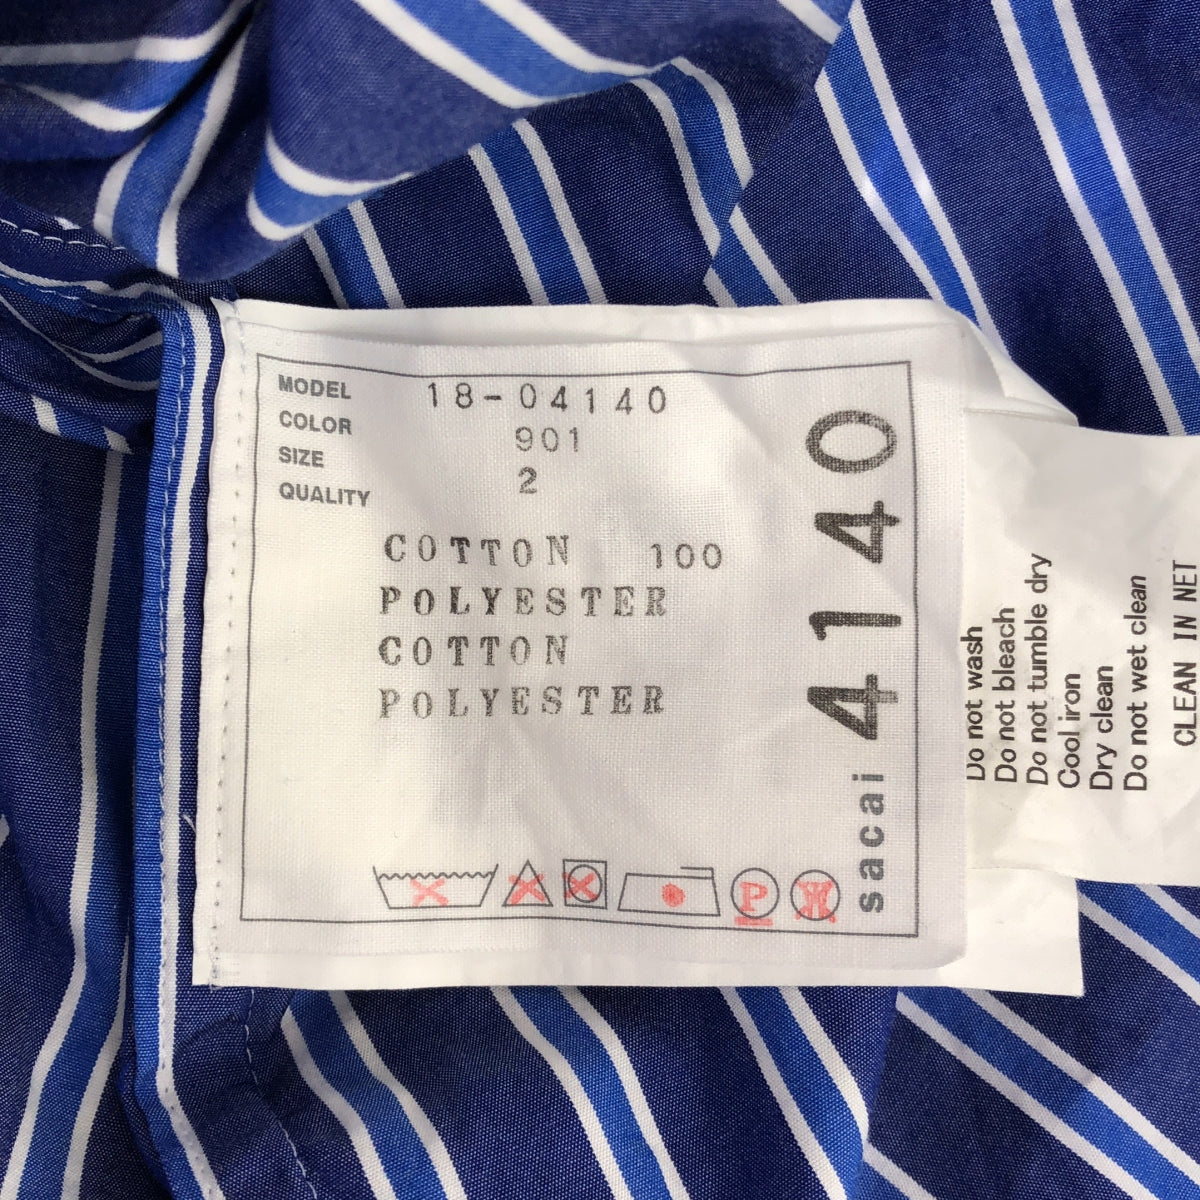 MODEL 18-04140
COLOR 901
SIZE 2
QUALITY
COTTON 100
POLYESTER
COTTON
POLYESTER
P
sacai 4140
Do not wash
Do not bleach
Do not tumble dry
Cool iron
Dry clean
Do not wet clean
CLEAN IN NET